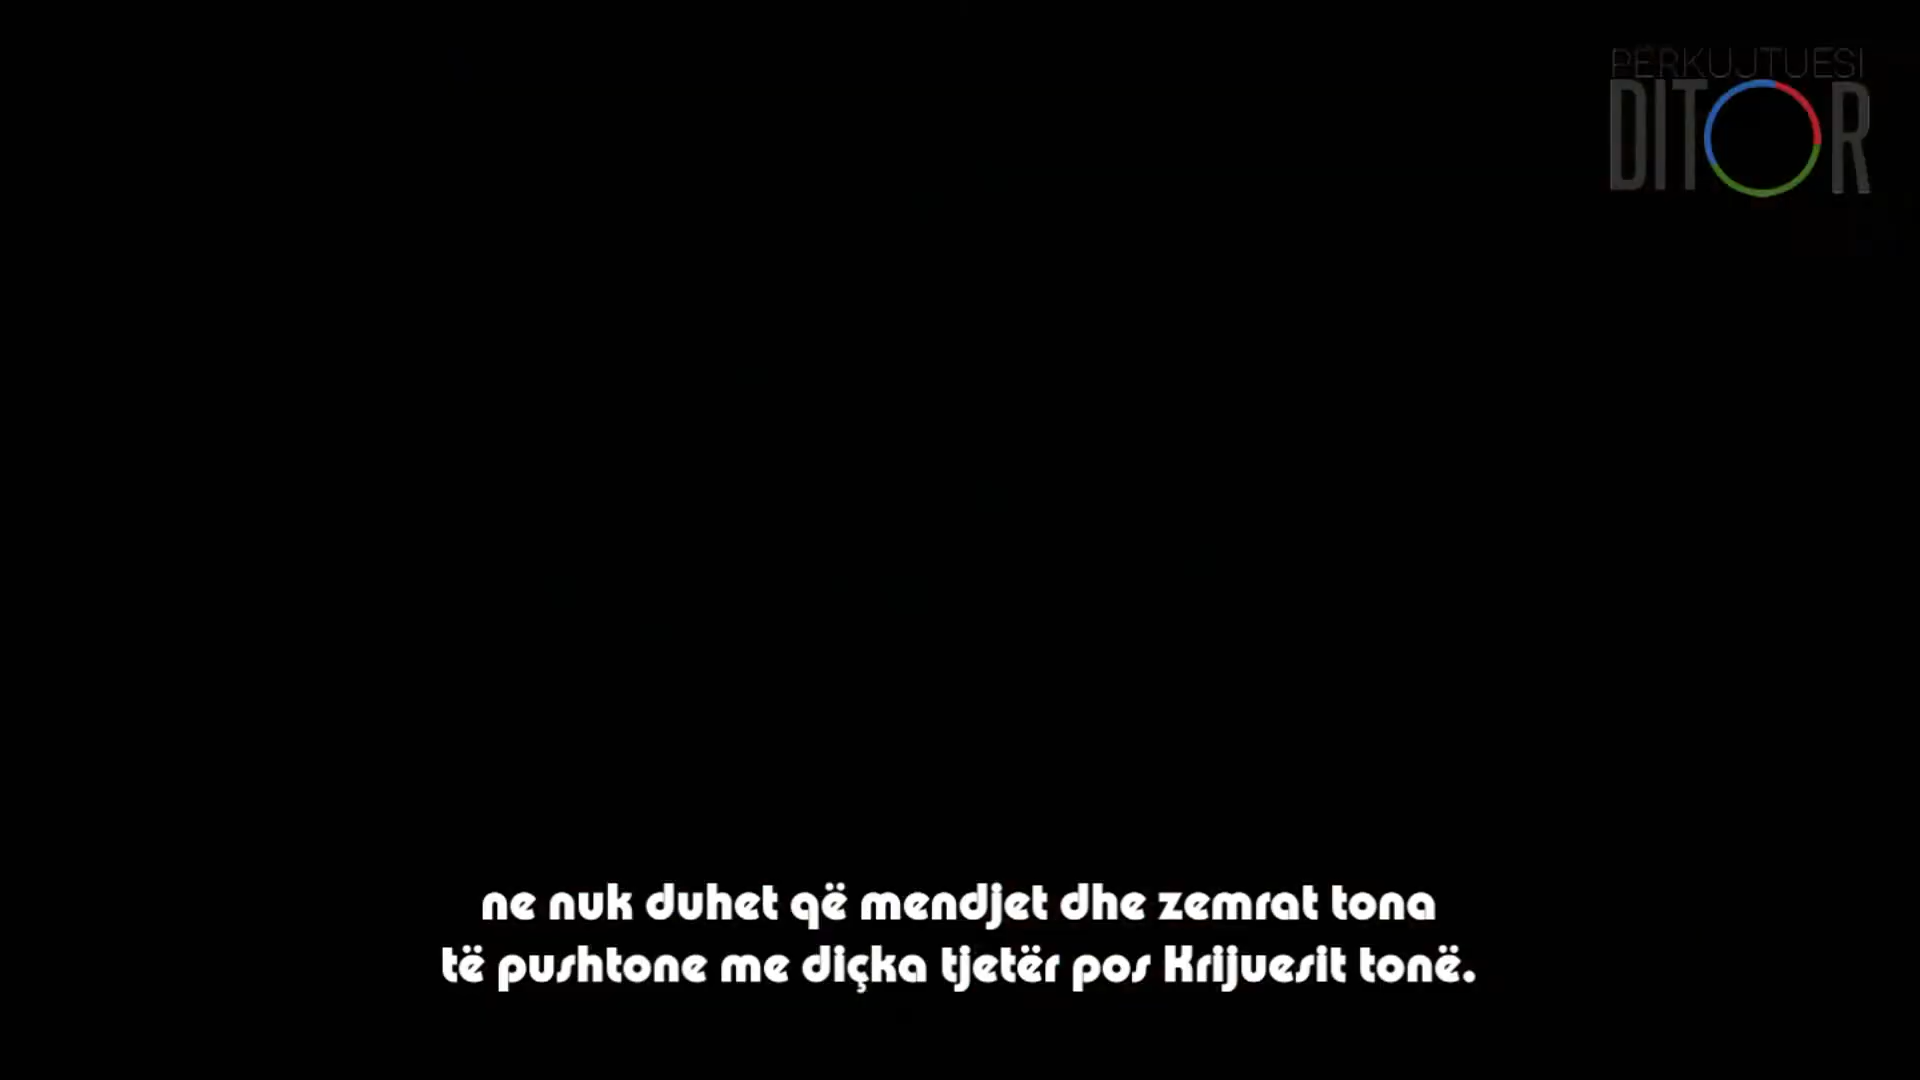 PËRKUJTUESI
DITOR
ne nuk duhet që mendjet dhe zemrat tona
të pushtone me diçka tjetër pos Krijuesit tonë.